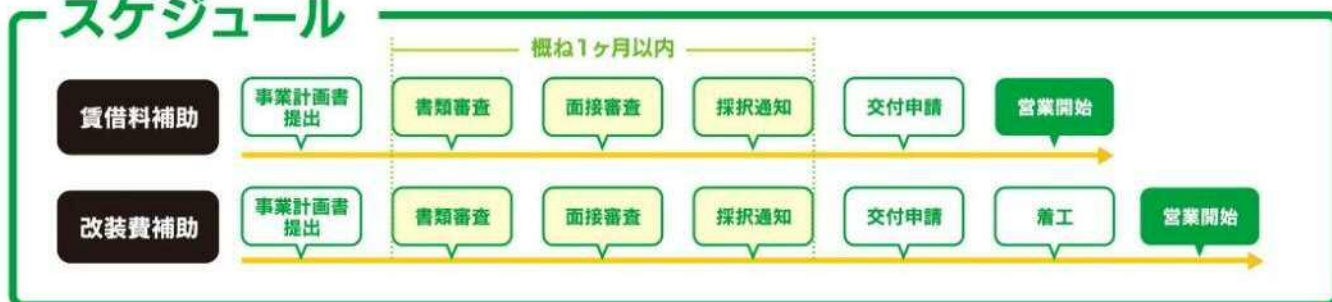 スケジュール
概ね1ヶ月以内
賃借料補助
事業計画書
提出
書類審査
面接審査
採択通知
交付申請
営業開始
改装費補助
事業計画書
提出
書類審査
面接審査
採択通知
交付申請
着工
営業開始